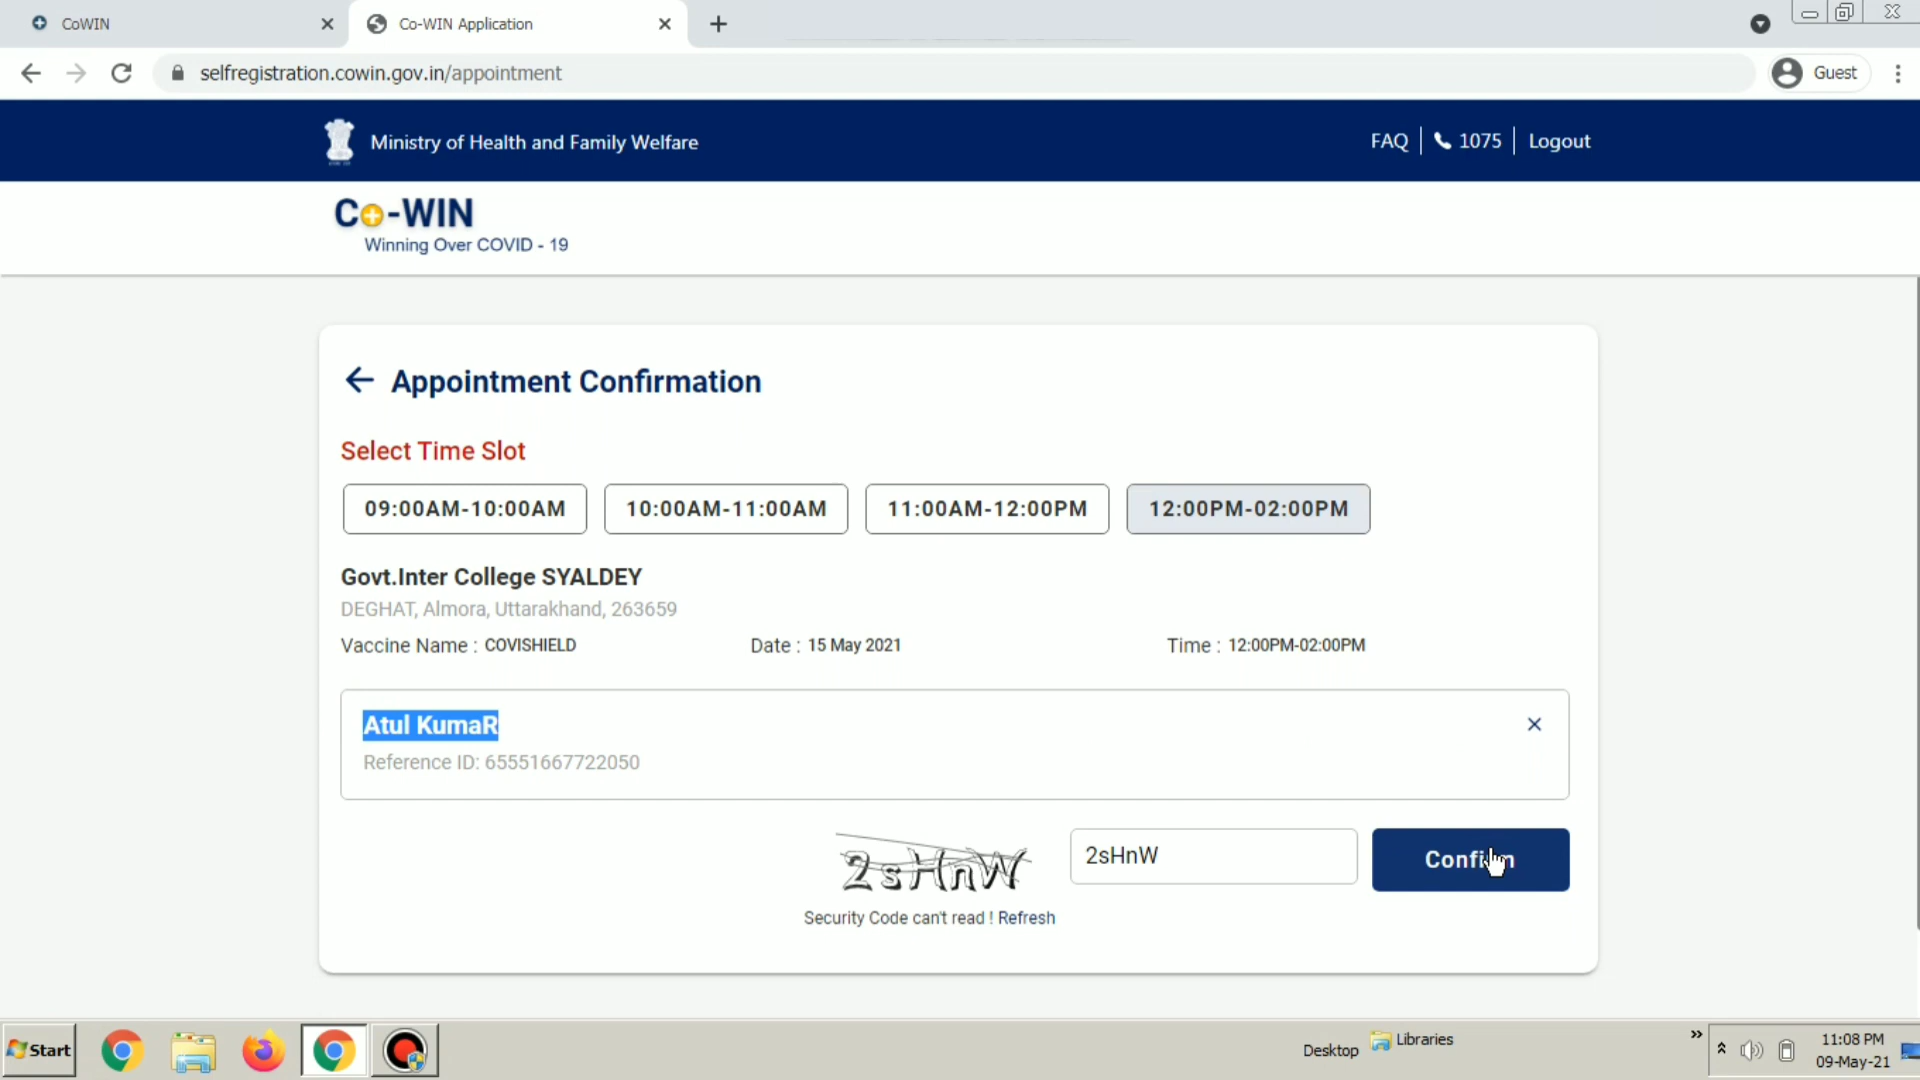 CoWIN
Co-WIN Application
selfregistration.cowin.gov.in/appointment
Guest
Ministry of Health and Family Welfare
FAQ
1075
Logout
Co-WIN
Winning Over COVID - 19
Appointment Confirmation
Select Time Slot
09:00AM-10:00AM
10:00AM-11:00AM
11:00AM-12:00PM
12:00PM-02:00PM
Govt.Inter College SYALDEY
DEGHAT, Almora, Uttarakhand, 263659
Vaccine Name : COVISHIELD
Date : 15 May 2021
Time : 12:00PM-02:00PM
Atul KumaR
Reference ID: 65551667722050
2sHnW
2sHnW
Confirm
Security Code can't read ! Refresh
Start
Desktop
Libraries
11:08 PM
09-May-21